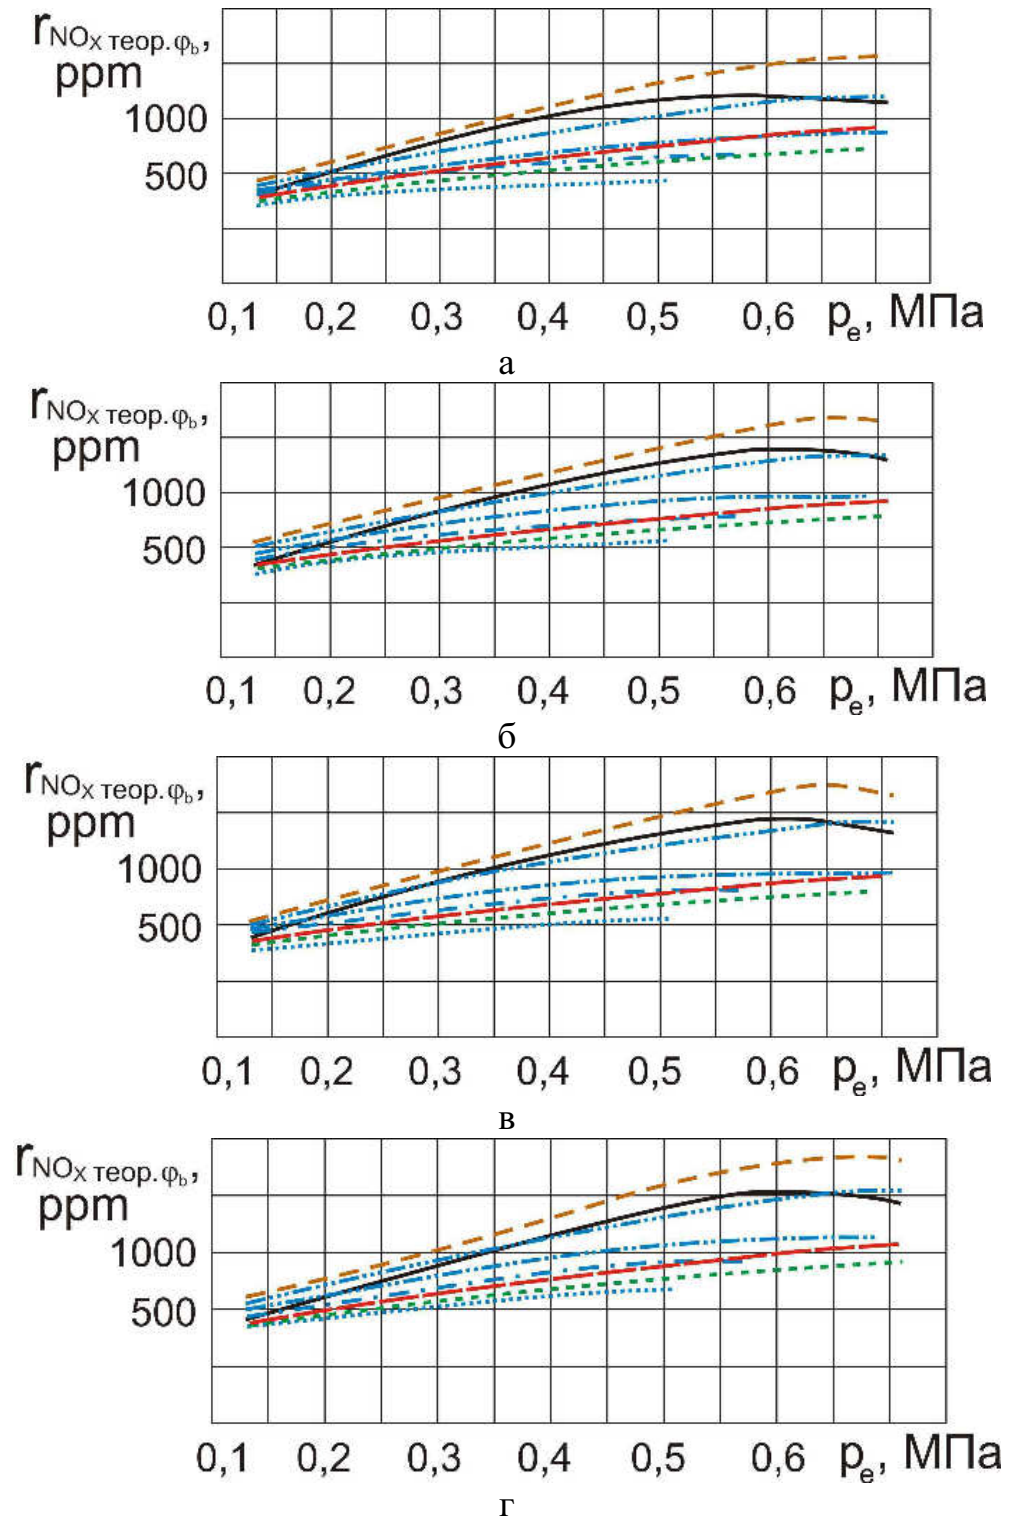 rNOx теор.φb,
ppm
1000
500
0,1 0,2 0,3 0,4 0,5 0,6 pe, МПа
а
rNOx теор.φb,
ppm
1000
500
0,1 0,2 0,3 0,4 0,5 0,6 pe, МПа
б
rNOx теор.φb,
ppm
1000
500
0,1 0,2 0,3 0,4 0,5 0,6 pe, МПа
в
rNOx теор.φb,
ppm
1000
500
0,1 0,2 0,3 0,4 0,5 0,6 pe, МПа
г